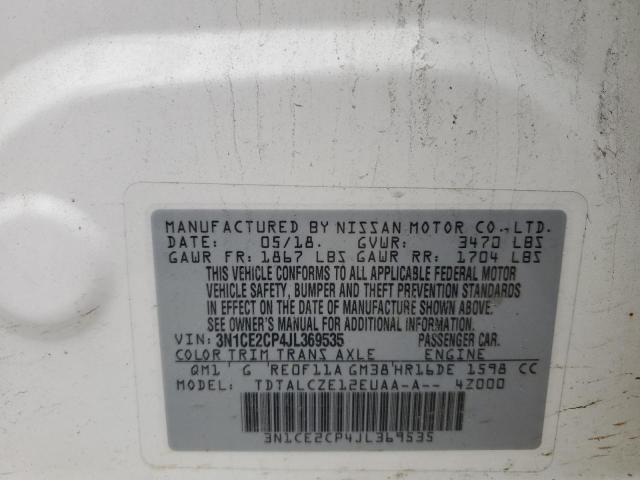 MANUFACTURED BY NISSAN MOTOR CO., LTD.
DATE: 05/18. GVWR: 3470 LBS
GAWR FR: 1867 LBS GAWR RR: 1704 LBS
THIS VEHICLE CONFORMS TO ALL APPLICABLE FEDERAL MOTOR
VEHICLE SAFETY, BUMPER AND THEFT PREVENTION STANDARDS
IN EFFECT ON THE DATE OF MANUFACTURE SHOWN ABOVE.
SEE OWNER'S MANUAL FOR ADDITIONAL INFORMATION.
VIN: 3N1CE2CP4JL369535 PASSENGER CAR.
COLOR TRIM TRANS AXLE ENGINE
QM1 ' G 'RE0F11A GM38'HR16DE 1598 CC
MODEL: TDTALCZE12EUAA-A-- 4Z000
3N1CE2CP4JL369535